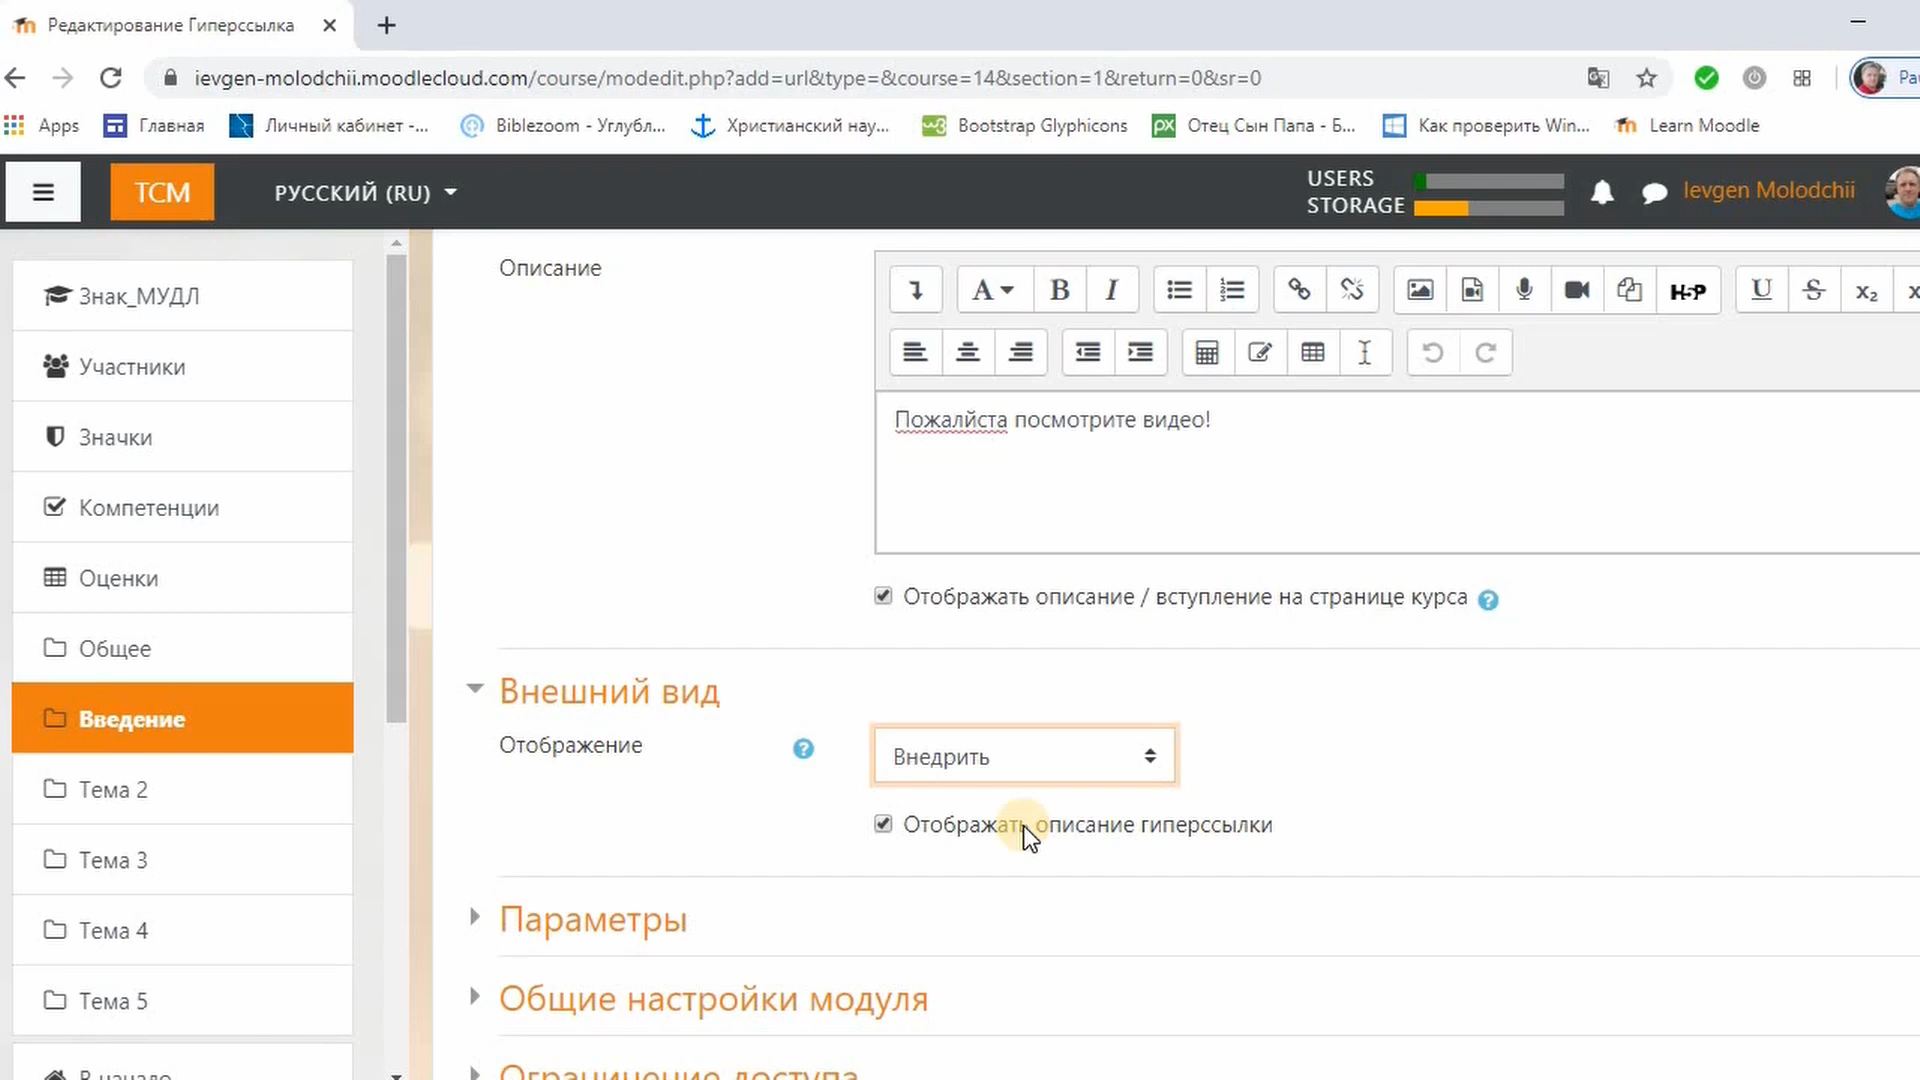 Редактирование Гиперссылка
ievgen-molodchii.moodlecloud.com/course/modedit.php?add=url&type=&course=14&section=1&return=0&sr=0
Apps Главная Личный кабинет -... Biblezoom - Углубл... Христианский нау... Bootstrap Glyphicons Отец Сын Папа - Б... Как проверить Win... Learn Moodle
TCM
РУССКИЙ (RU)
USERS
STORAGE
Ievgen Molodchii
Знак_МУДЛ
Участники
Значки
Компетенции
Оценки
Общее
Введение
Тема 2
Тема 3
Тема 4
Тема 5
В начало
Описание
Пожалйста посмотрите видео!
Отображать описание / вступление на странице курса
Внешний вид
Отображение
Внедрить
Отображать описание гиперссылки
Параметры
Общие настройки модуля
Ограничение доступа